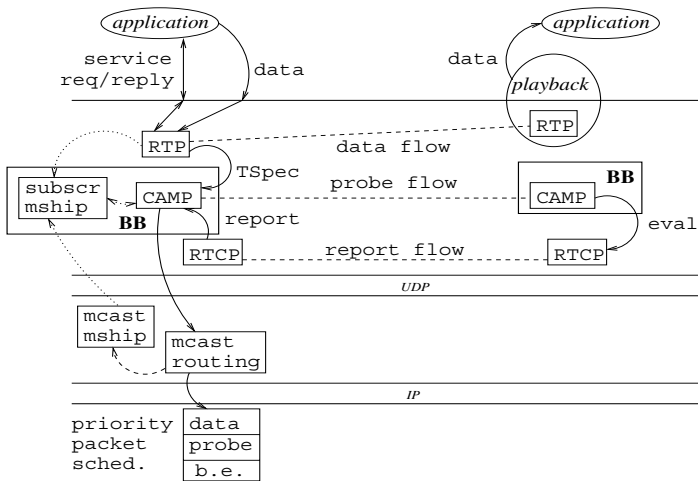 application
application
service
req/reply
data
data
playback
RTP
RTP
data flow
TSpec
subscr
mship
CAMP
BB
probe flow
CAMP
BB
report
eval
RTCP
report flow
RTCP
UDP
mcast
mship
mcast
routing
IP
priority
packet
sched.
data
probe
b.e.